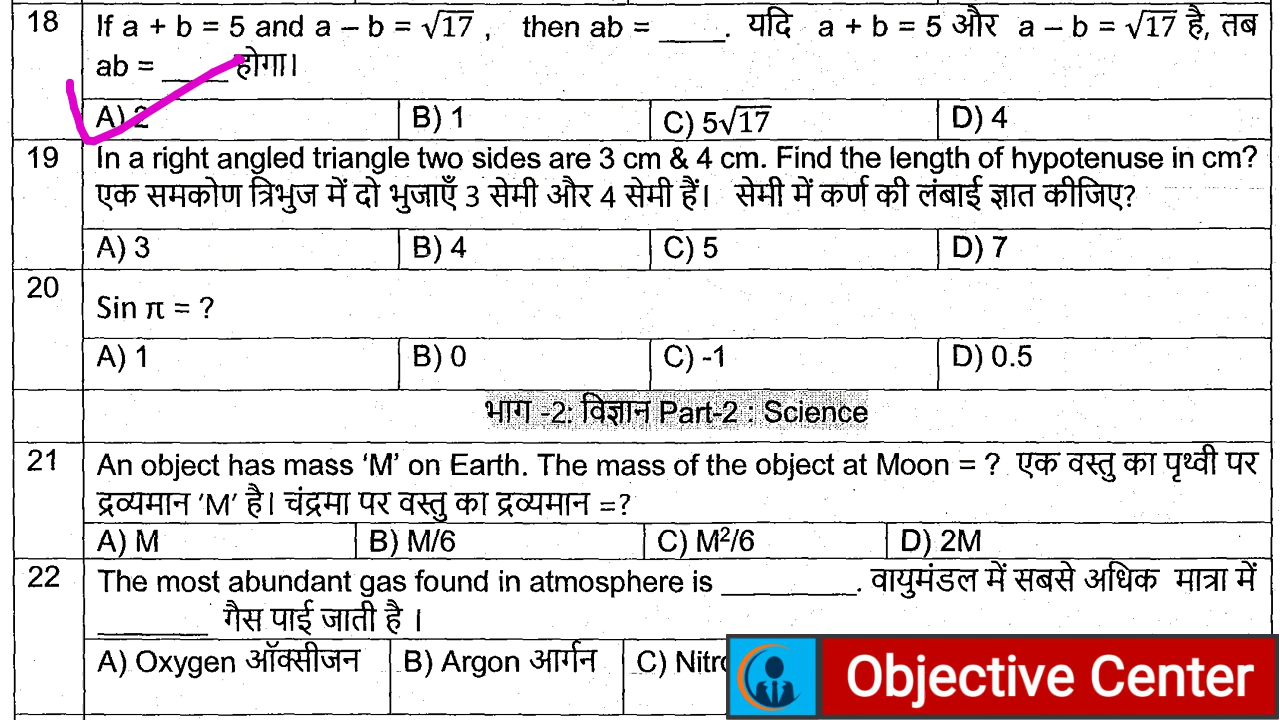 18 If a + b = 5 and a – b = √17 , then ab = ____. यदि a + b = 5 और a – b = √17 है, तब
ab = ____ होगा।
A) 2 B) 1 C) 5√17 D) 4
19 In a right angled triangle two sides are 3 cm & 4 cm. Find the length of hypotenuse in cm?
एक समकोण त्रिभुज में दो भुजाएँ 3 सेमी और 4 सेमी हैं। सेमी में कर्ण की लंबाई ज्ञात कीजिए?
A) 3 B) 4 C) 5 D) 7
20
Sin π = ?
A) 1 B) 0 C) -1 D) 0.5
भाग -2: विज्ञान Part-2 : Science
21 An object has mass ‘M’ on Earth. The mass of the object at Moon = ? एक वस्तु का पृथ्वी पर
द्रव्यमान ‘M’ है। चंद्रमा पर वस्तु का द्रव्यमान =?
A) M B) M/6 C) M²/6 D) 2M
22 The most abundant gas found in atmosphere is ________. वायुमंडल में सबसे अधिक मात्रा में
_______ गैस पाई जाती है ।
A) Oxygen ऑक्सीजन B) Argon आर्गन C)
Objective Center